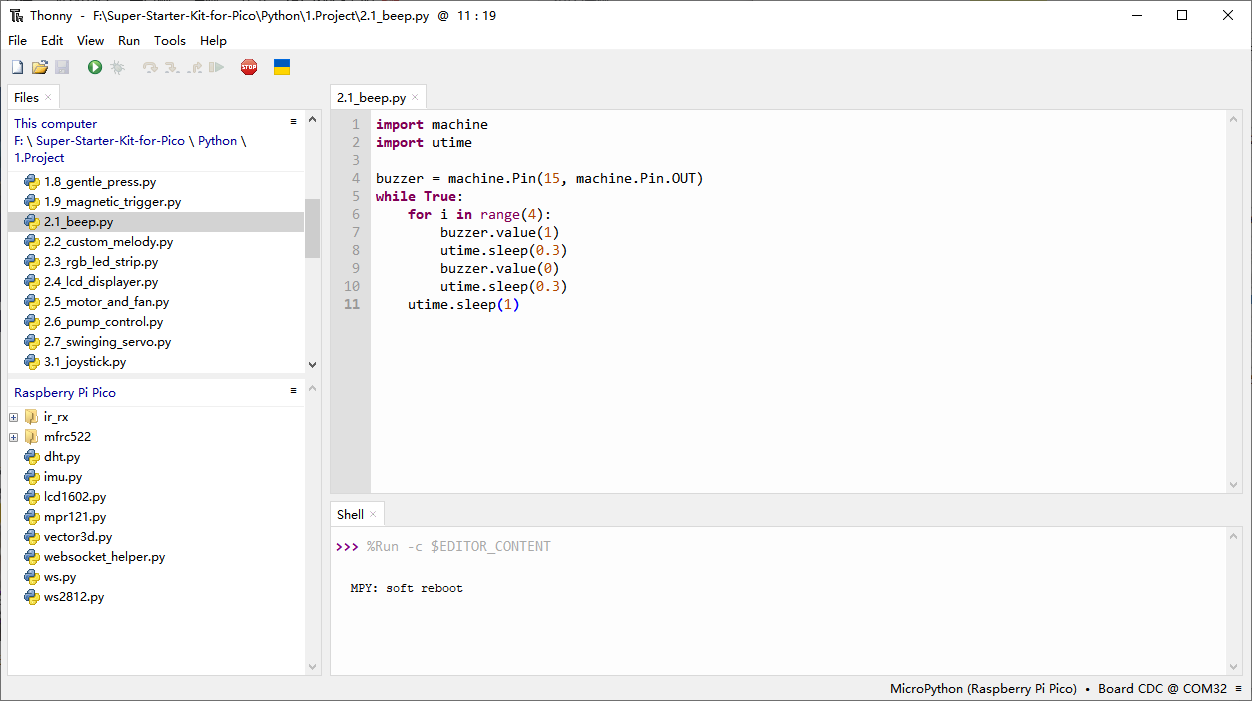 Thonny - F:\Super-Starter-Kit-for-Pico\Python\1.Project\2.1_beep.py @ 11 : 19
File Edit View Run Tools Help
STOP
Files
This computer
F: \ Super-Starter-Kit-for-Pico \ Python \
1.Project
1.8_gentle_press.py
1.9_magnetic_trigger.py
2.1_beep.py
2.2_custom_melody.py
2.3_rgb_led_strip.py
2.4_lcd_displayer.py
2.5_motor_and_fan.py
2.6_pump_control.py
2.7_swinging_servo.py
3.1_joystick.py
Raspberry Pi Pico
ir_rx
mfrc522
dht.py
imu.py
lcd1602.py
mpr121.py
vector3d.py
websocket_helper.py
ws.py
ws2812.py
2.1_beep.py
1 import machine
2 import utime
3
4 buzzer = machine.Pin(15, machine.Pin.OUT)
5 while True:
6     for i in range(4):
7         buzzer.value(1)
8         utime.sleep(0.3)
9         buzzer.value(0)
10         utime.sleep(0.3)
11     utime.sleep(1)
Shell
>>> %Run -c $EDITOR_CONTENT
MPY: soft reboot
MicroPython (Raspberry Pi Pico) • Board CDC @ COM32